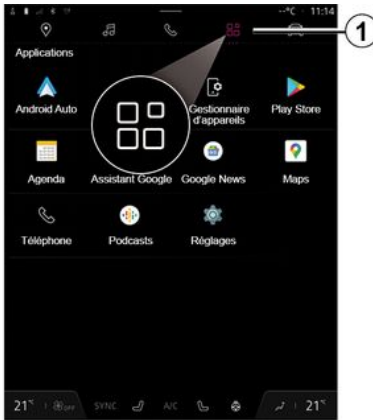 --°C 11:14
1
Applications
Android Auto
Gestionnaire d'appareils
Play Store
Agenda
Assistant Google
Google News
Maps
Téléphone
Podcasts
Réglages
21°C OFF SYNC A/C 21°C